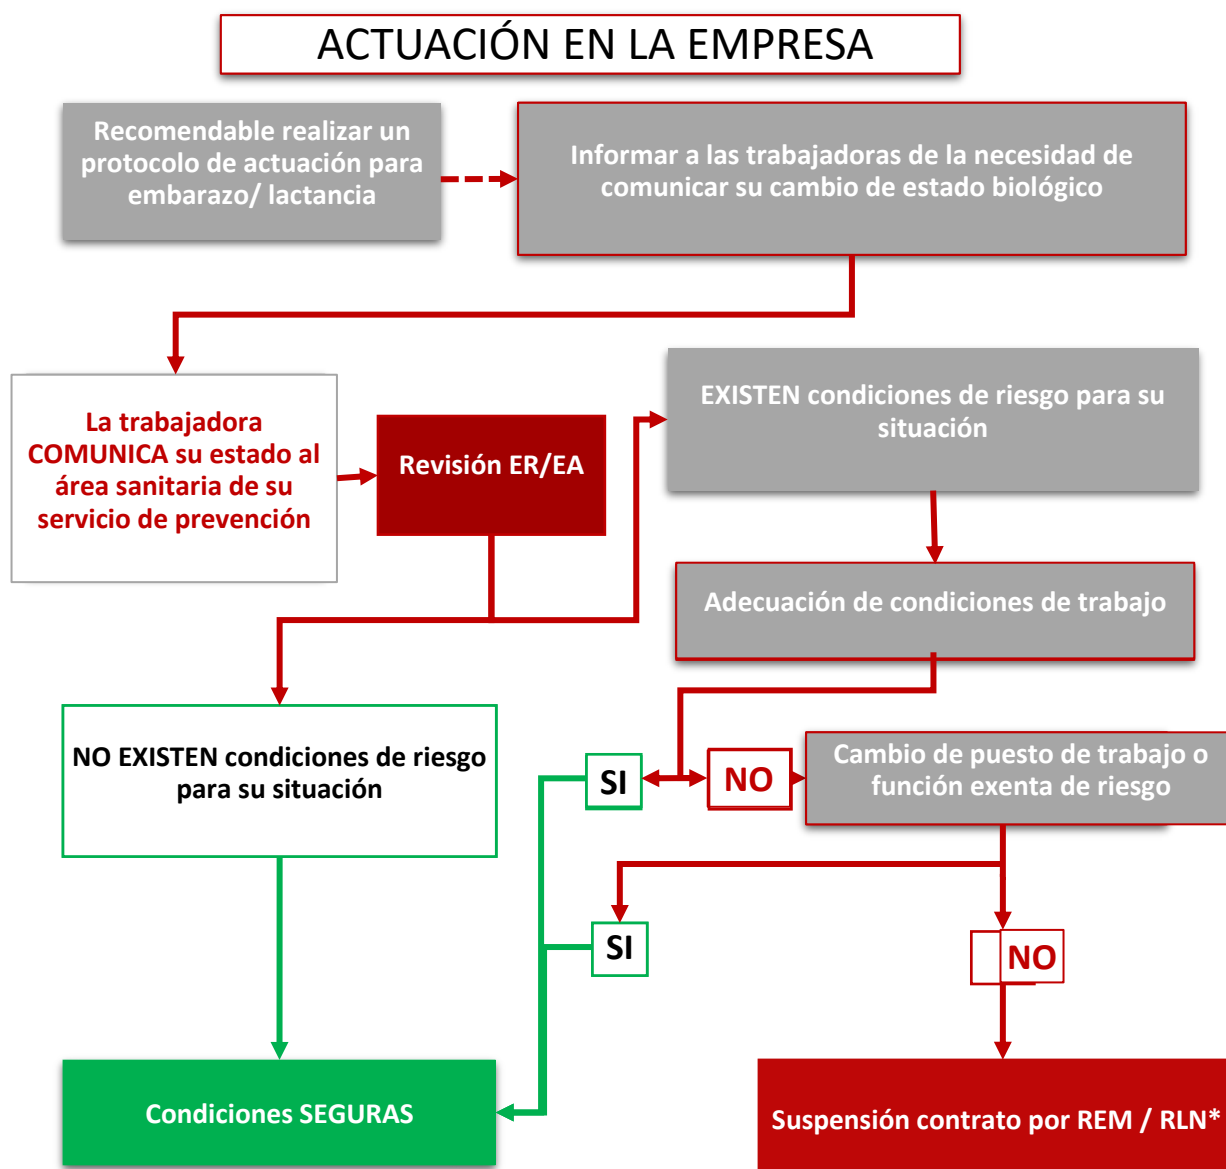 ACTUACIÓN EN LA EMPRESA
Recomendable realizar un
protocolo de actuación para
embarazo/ lactancia
Informar a las trabajadoras de la necesidad de
comunicar su cambio de estado biológico
La trabajadora
COMUNICA su estado al
área sanitaria de su
servicio de prevención
Revisión ER/EA
EXISTEN condiciones de riesgo para su
situación
Adecuación de condiciones de trabajo
NO EXISTEN condiciones de riesgo
para su situación
SI
NO
Cambio de puesto de trabajo o
función exenta de riesgo
SI
NO
Condiciones SEGURAS
Suspensión contrato por REM / RLN*